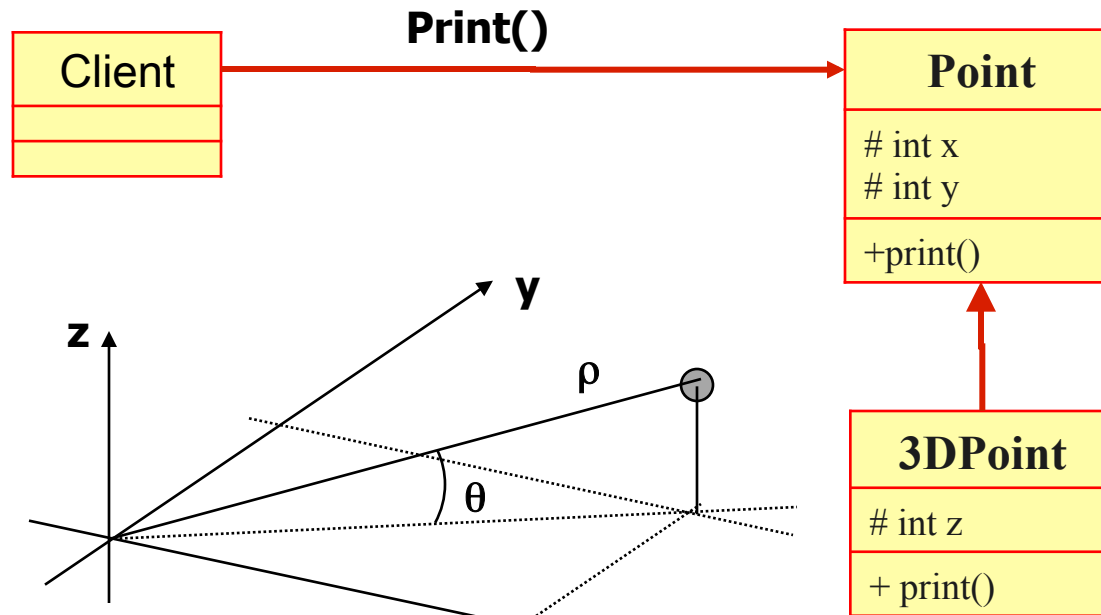 Print()
Client
Point
# int x
# int y
+print()
y
z
ρ
θ
3DPoint
# int z
+ print()